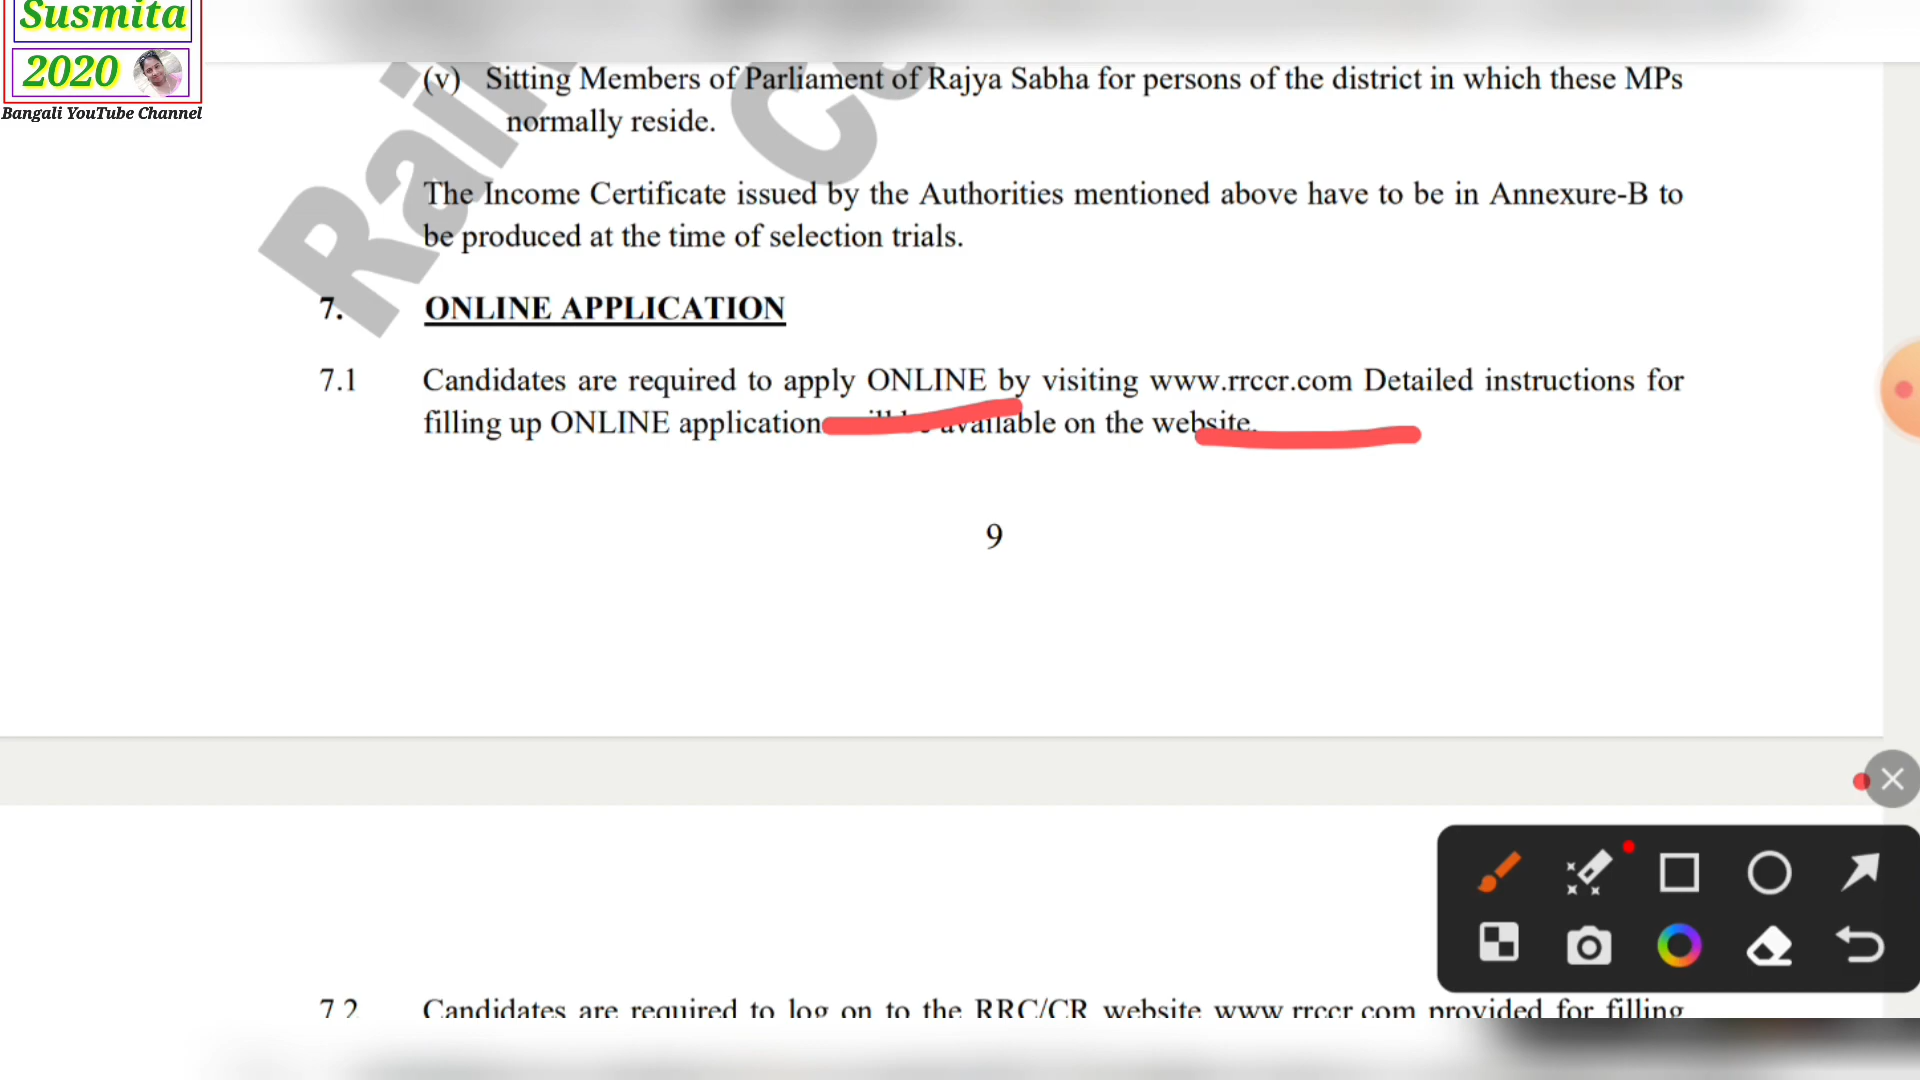 Susmita
2020
Bangali YouTube Channel
(v) Sitting Members of Parliament of Rajya Sabha for persons of the district in which these MPs
normally reside.
The Income Certificate issued by the Authorities mentioned above have to be in Annexure-B to
be produced at the time of selection trials.
7. ONLINE APPLICATION
7.1 Candidates are required to apply ONLINE by visiting www.rrccr.com Detailed instructions for
filling up ONLINE application available on the website.
9
7.2 Candidates are required to log on to the RRC/CR website www.rrccr.com provided for filling